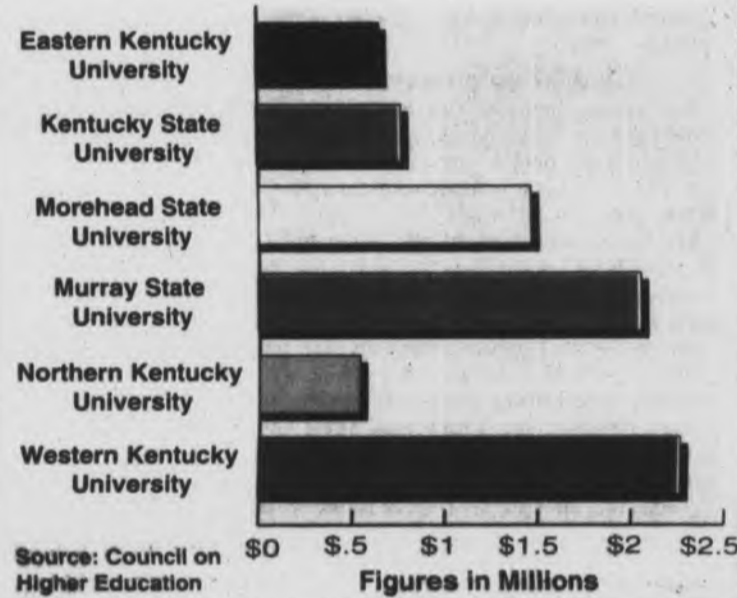 Eastern Kentucky
University
Kentucky State
University
Morehead State
University
Murray State
University
Northern Kentucky
University
Western Kentucky
University
$0 $.5 $1 $1.5 $2 $2.5
Source: Council on
Higher Education
Figures in Millions